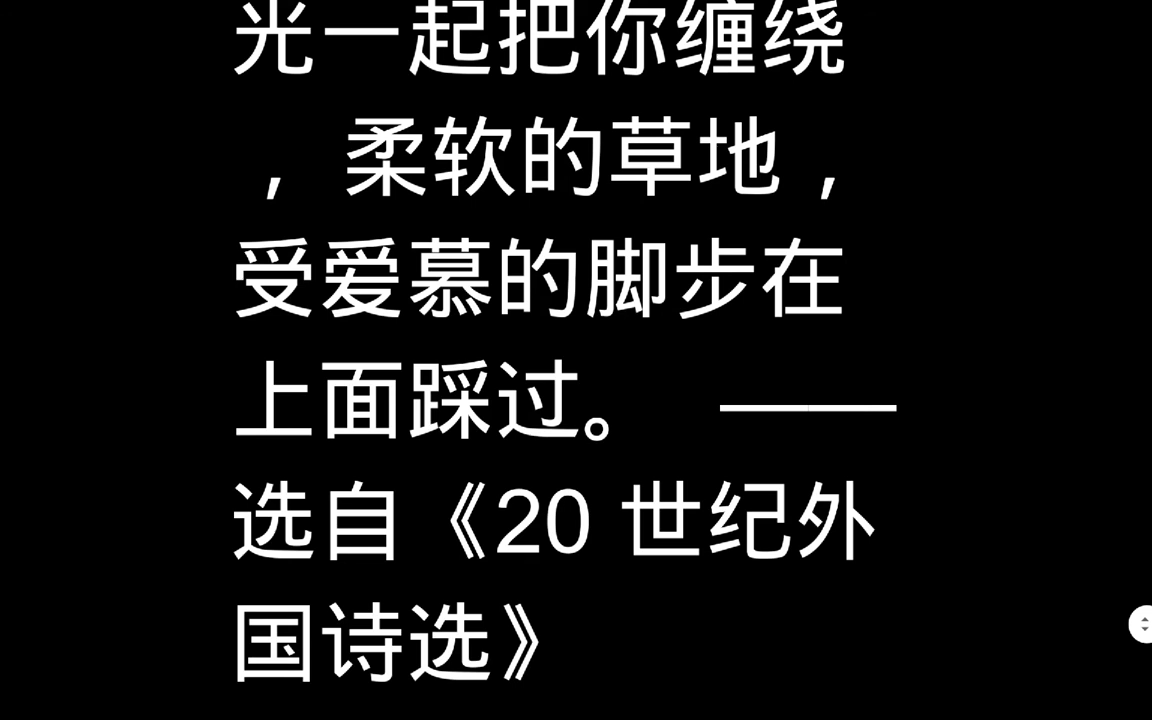 光一起把你缠绕
，柔软的草地，
受爱慕的脚步在
上面踩过。 ——
选自《20 世纪外
国诗选》